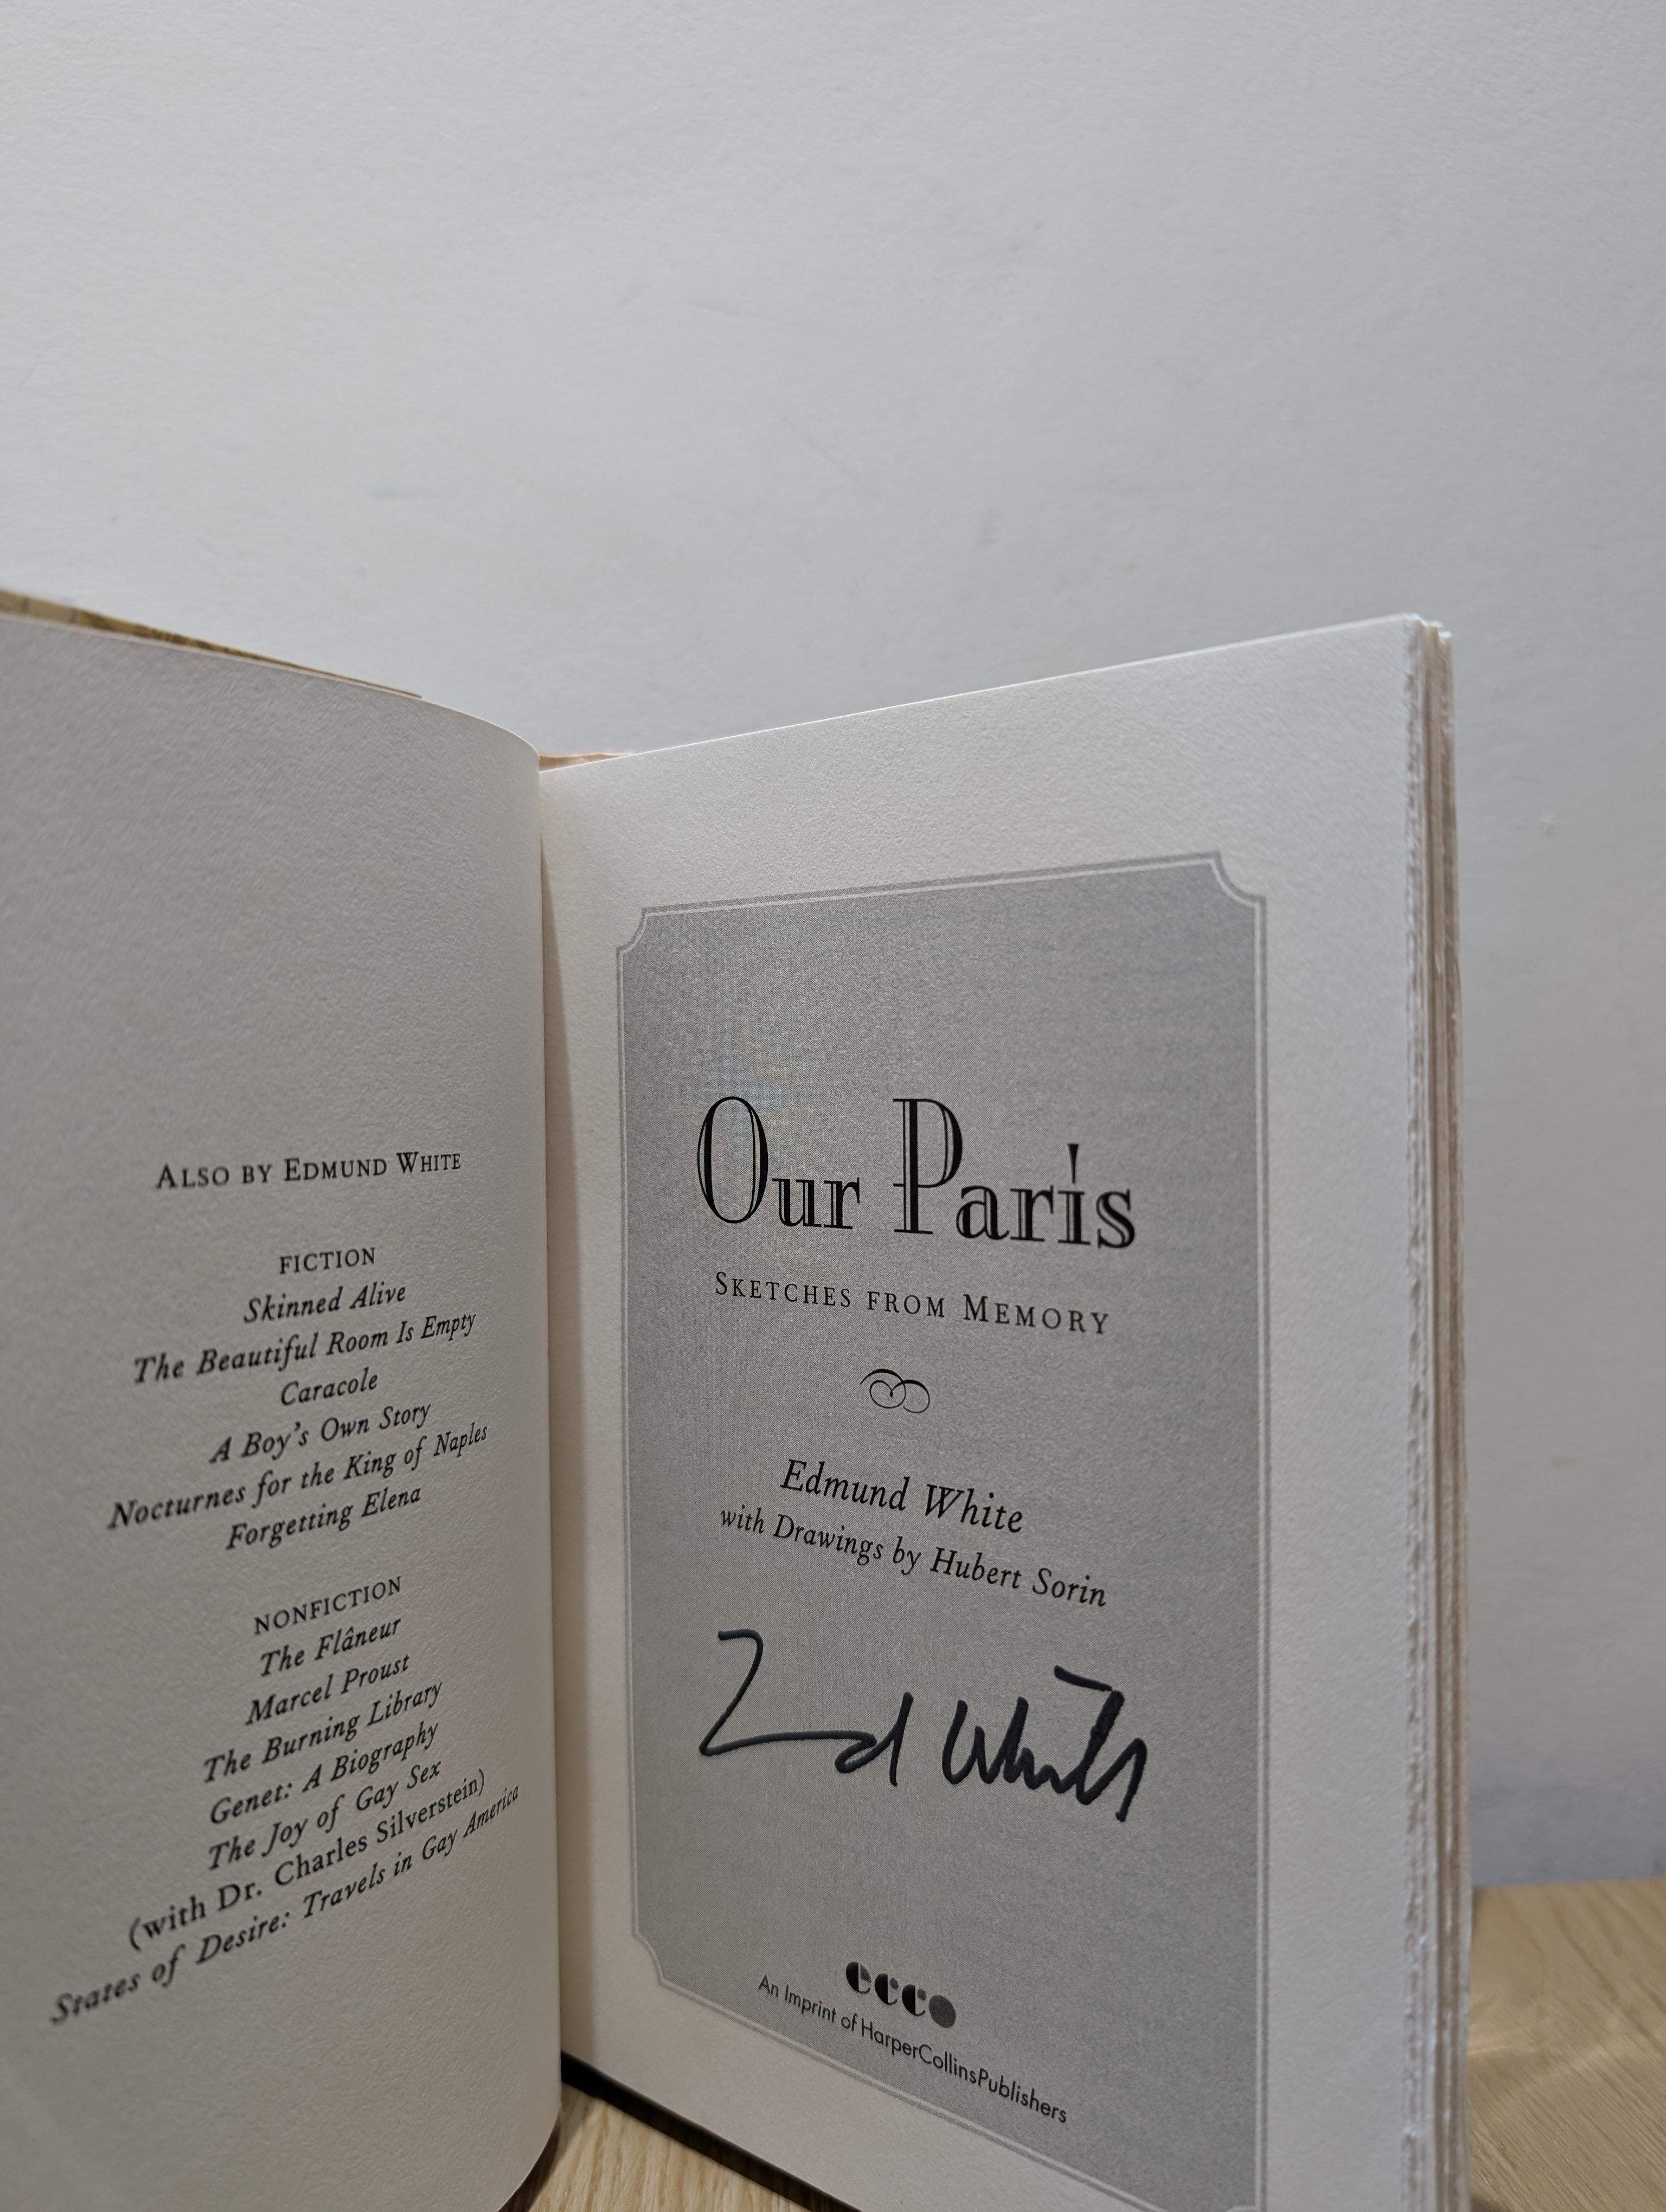 ALSO BY EDMUND WHITE
FICTION
Skinned Alive
The Beautiful Room Is Empty
Caracole
A Boy's Own Story
Nocturnes for the King of Naples
Forgetting Elena
NONFICTION
The Flâneur
Marcel Proust
The Burning Library
Genet: A Biography
The Joy of Gay Sex
(with Dr. Charles Silverstein)
States of Desire: Travels in Gay America
Our Paris
SKETCHES FROM MEMORY
Edmund White
with Drawings by Hubert Sorin
Ed White
ecco
An Imprint of HarperCollinsPublishers